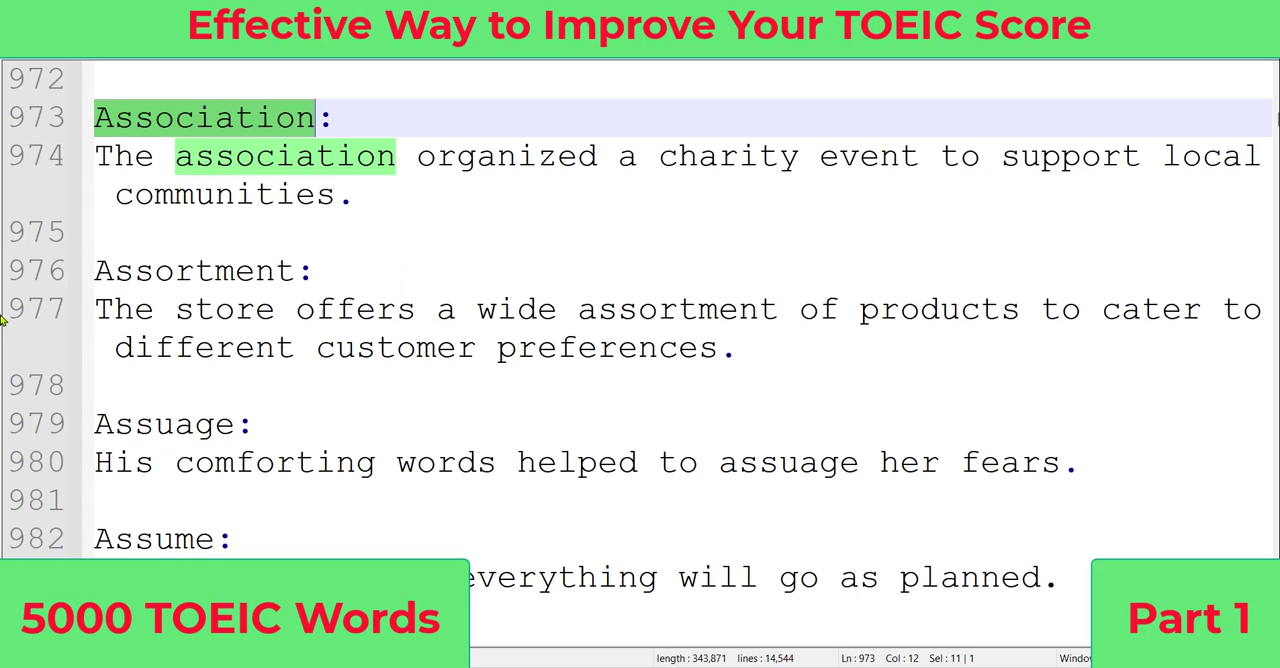 Effective Way to Improve Your TOEIC Score
972
973 Association:
974 The association organized a charity event to support local
communities.
975
976 Assortment:
977 The store offers a wide assortment of products to cater to
different customer preferences.
978
979 Assuage:
980 His comforting words helped to assuage her fears.
981
982 Assume:
everything will go as planned.
5000 TOEIC Words
Part 1
length : 343,871 lines : 14,544 Ln : 973 Col : 12 Sel : 11 | 1